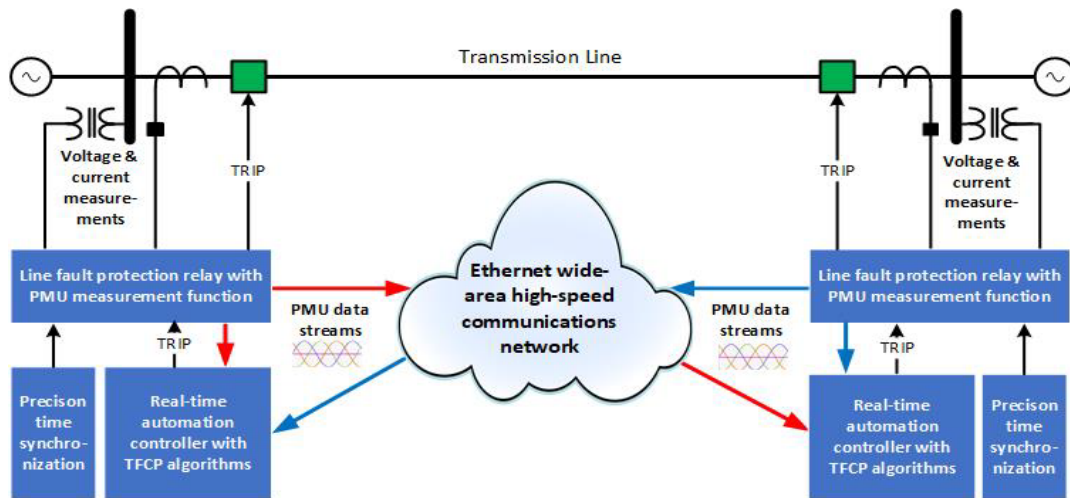 Transmission Line
Voltage &
current
measure-
ments
TRIP
TRIP
Voltage &
current
measure-
ments
Line fault protection relay with
PMU measurement function
Ethernet wide-
area high-speed
communications
network
Line fault protection relay with
PMU measurement function
PMU data
streams
PMU data
streams
TRIP
TRIP
Precison
time
synchro-
nization
Real-time
automation
controller with
TFCP algorithms
Real-time
automation
controller with
TFCP algorithms
Precison
time
synchro-
nization